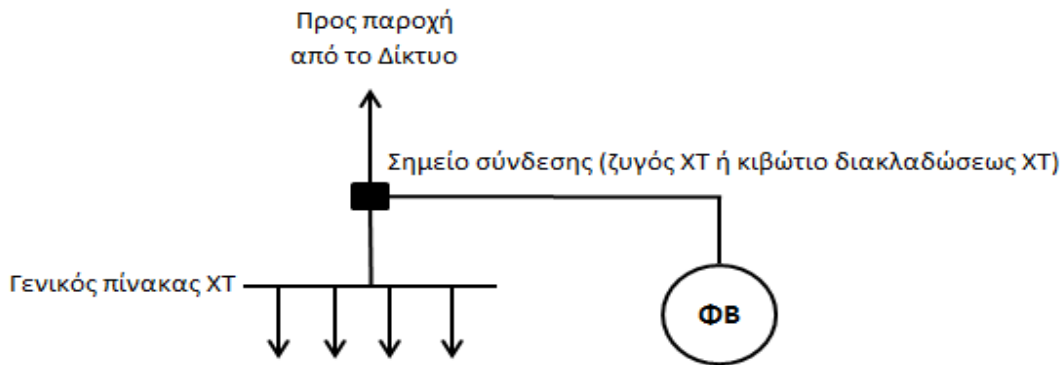 Προς παροχή
από το Δίκτυο
Σημείο σύνδεσης (ζυγός ΧΤ ή κιβώτιο διακλαδώσεως ΧΤ)
Γενικός πίνακας ΧΤ
ΦΒ